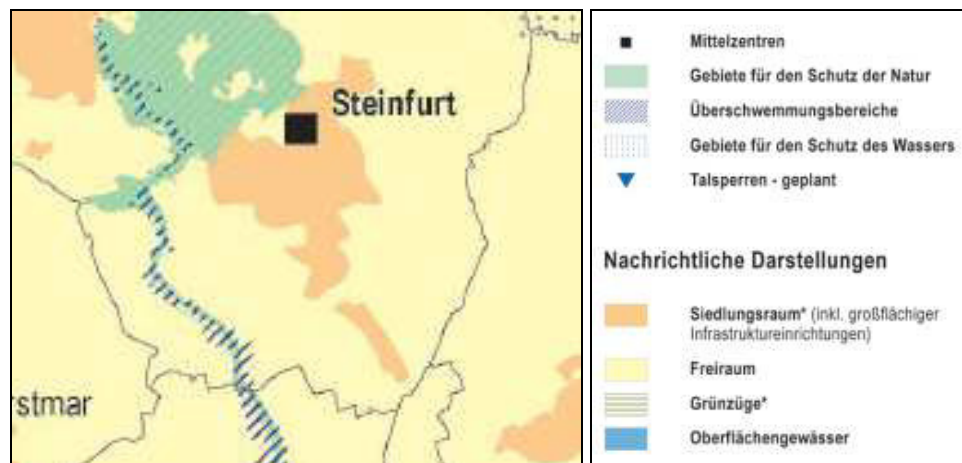 Steinfurt
rstmar
Mittelzentren
Gebiete für den Schutz der Natur
Überschwemmungsbereiche
Gebiete für den Schutz des Wassers
Talsperren - geplant
Nachrichtliche Darstellungen
Siedlungsraum* (inkl. großflächiger
Infrastruktureinrichtungen)
Freiraum
Grünzüge*
Oberflächengewässer